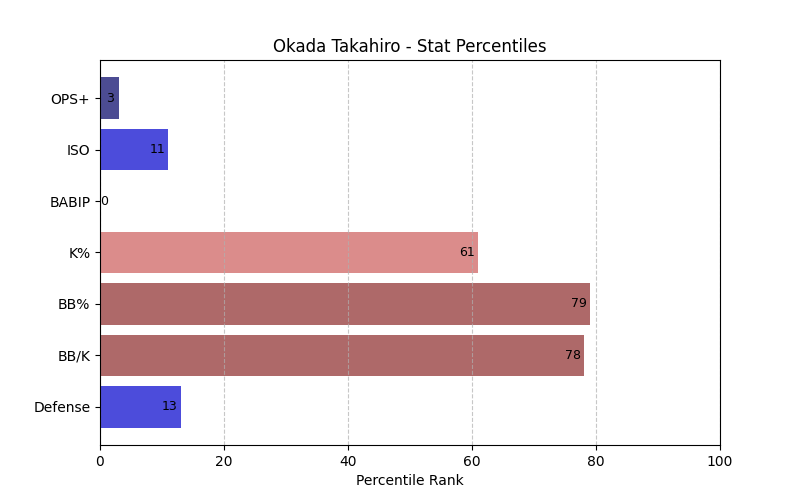 Okada Takahiro - Stat Percentiles
OPS+ 3
ISO 11
BABIP 0
K% 61
BB% 79
BB/K 78
Defense 13
0 20 40 60 80 100
Percentile Rank